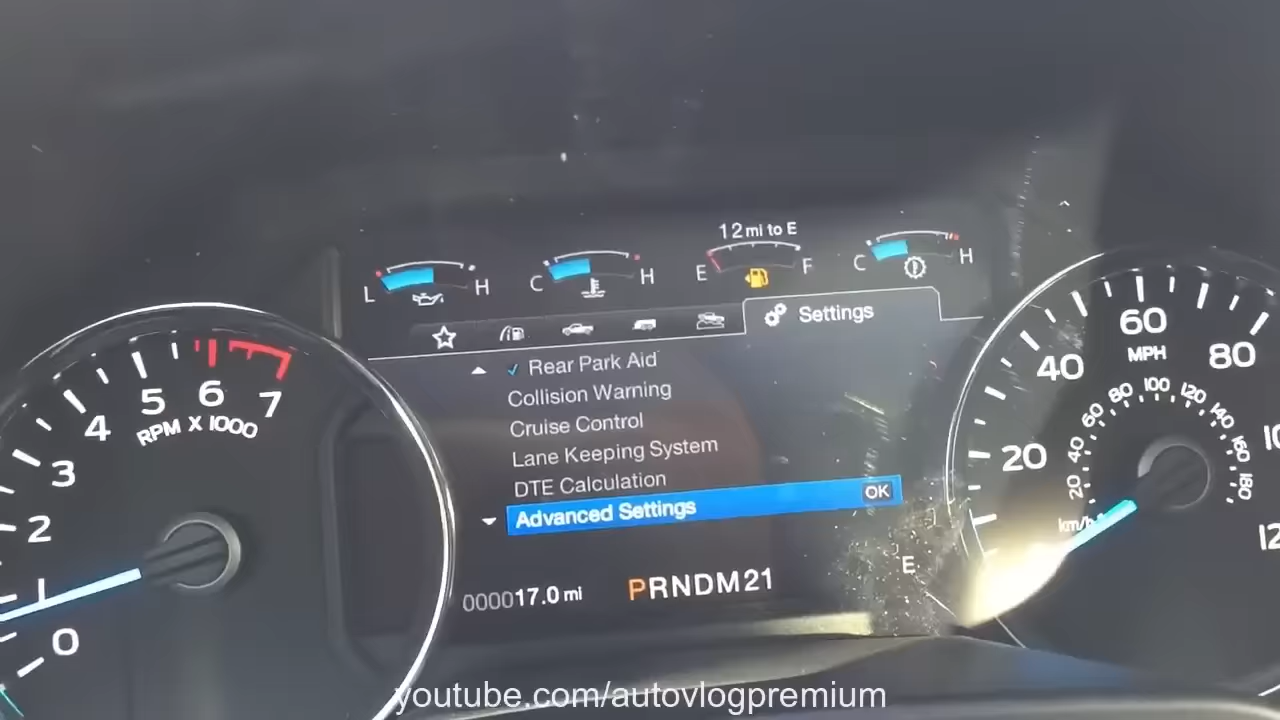 12mi to E
L H
C H
E F
C H
Settings
Rear Park Aid
Collision Warning
Cruise Control
Lane Keeping System
DTE Calculation
Advanced Settings OK
000017.0 mi
PRNDM21
E
0 1 2 3 4 5 6 7
RPM X 1000
20 40 60 80
MPH
20 40 60 80 100 120 140 160 180
km/h
youtube.com/autovlogpremium